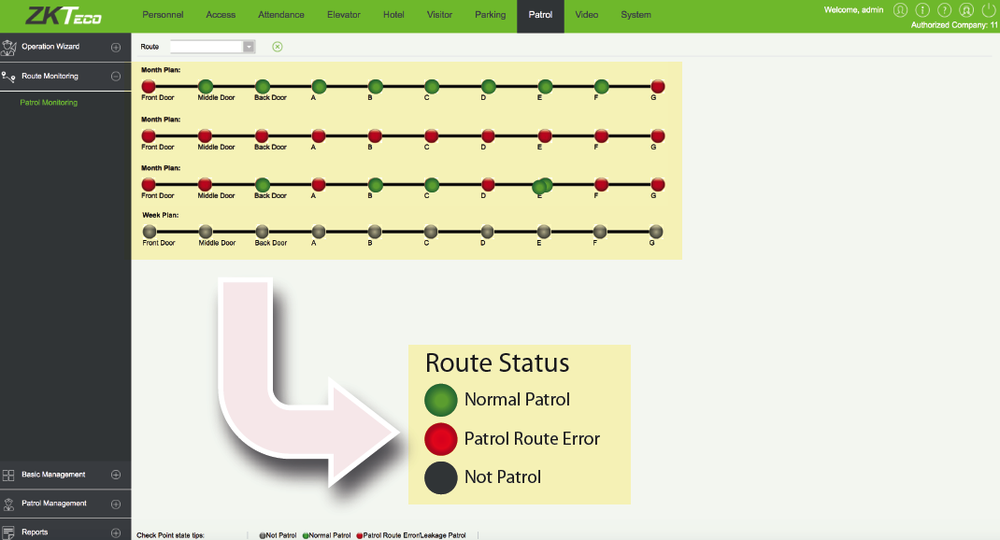 ZKTeco
Personnel Access Attendance Elevator Hotel Visitor Parking Patrol Video System
Welcome, admin
Authorized Company: 11
Operation Wizard
Route Monitoring
Patrol Monitoring
Route
Month Plan:
Front Door Middle Door Back Door A B C D E F G
Month Plan:
Front Door Middle Door Back Door A B C D E F G
Month Plan:
Front Door Middle Door Back Door A B C D E F G
Week Plan:
Front Door Middle Door Back Door A B C D E F G
Route Status
Normal Patrol
Patrol Route Error
Not Patrol
Basic Management
Patrol Management
Reports
Check Point state tips: Not Patrol Normal Patrol Patrol Route Error/Leakage Patrol